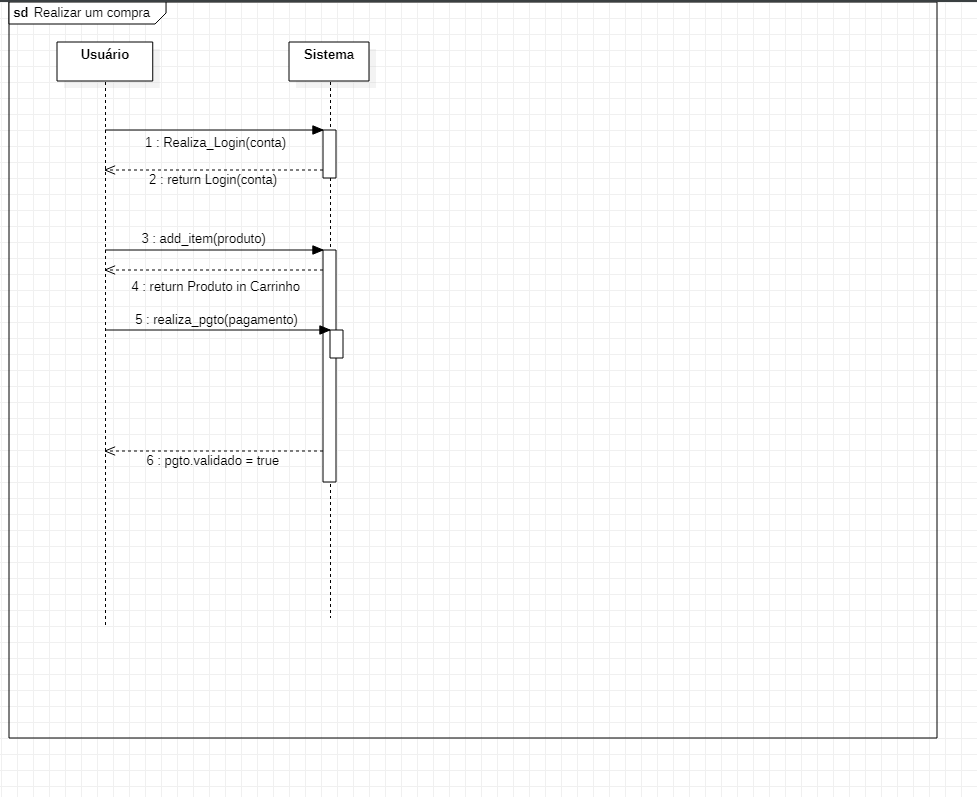 sd Realizar um compra
Usuário
Sistema
1 : Realiza_Login(conta)
2 : return Login(conta)
3 : add_item(produto)
4 : return Produto in Carrinho
5 : realiza_pgto(pagamento)
6 : pgto.validado = true